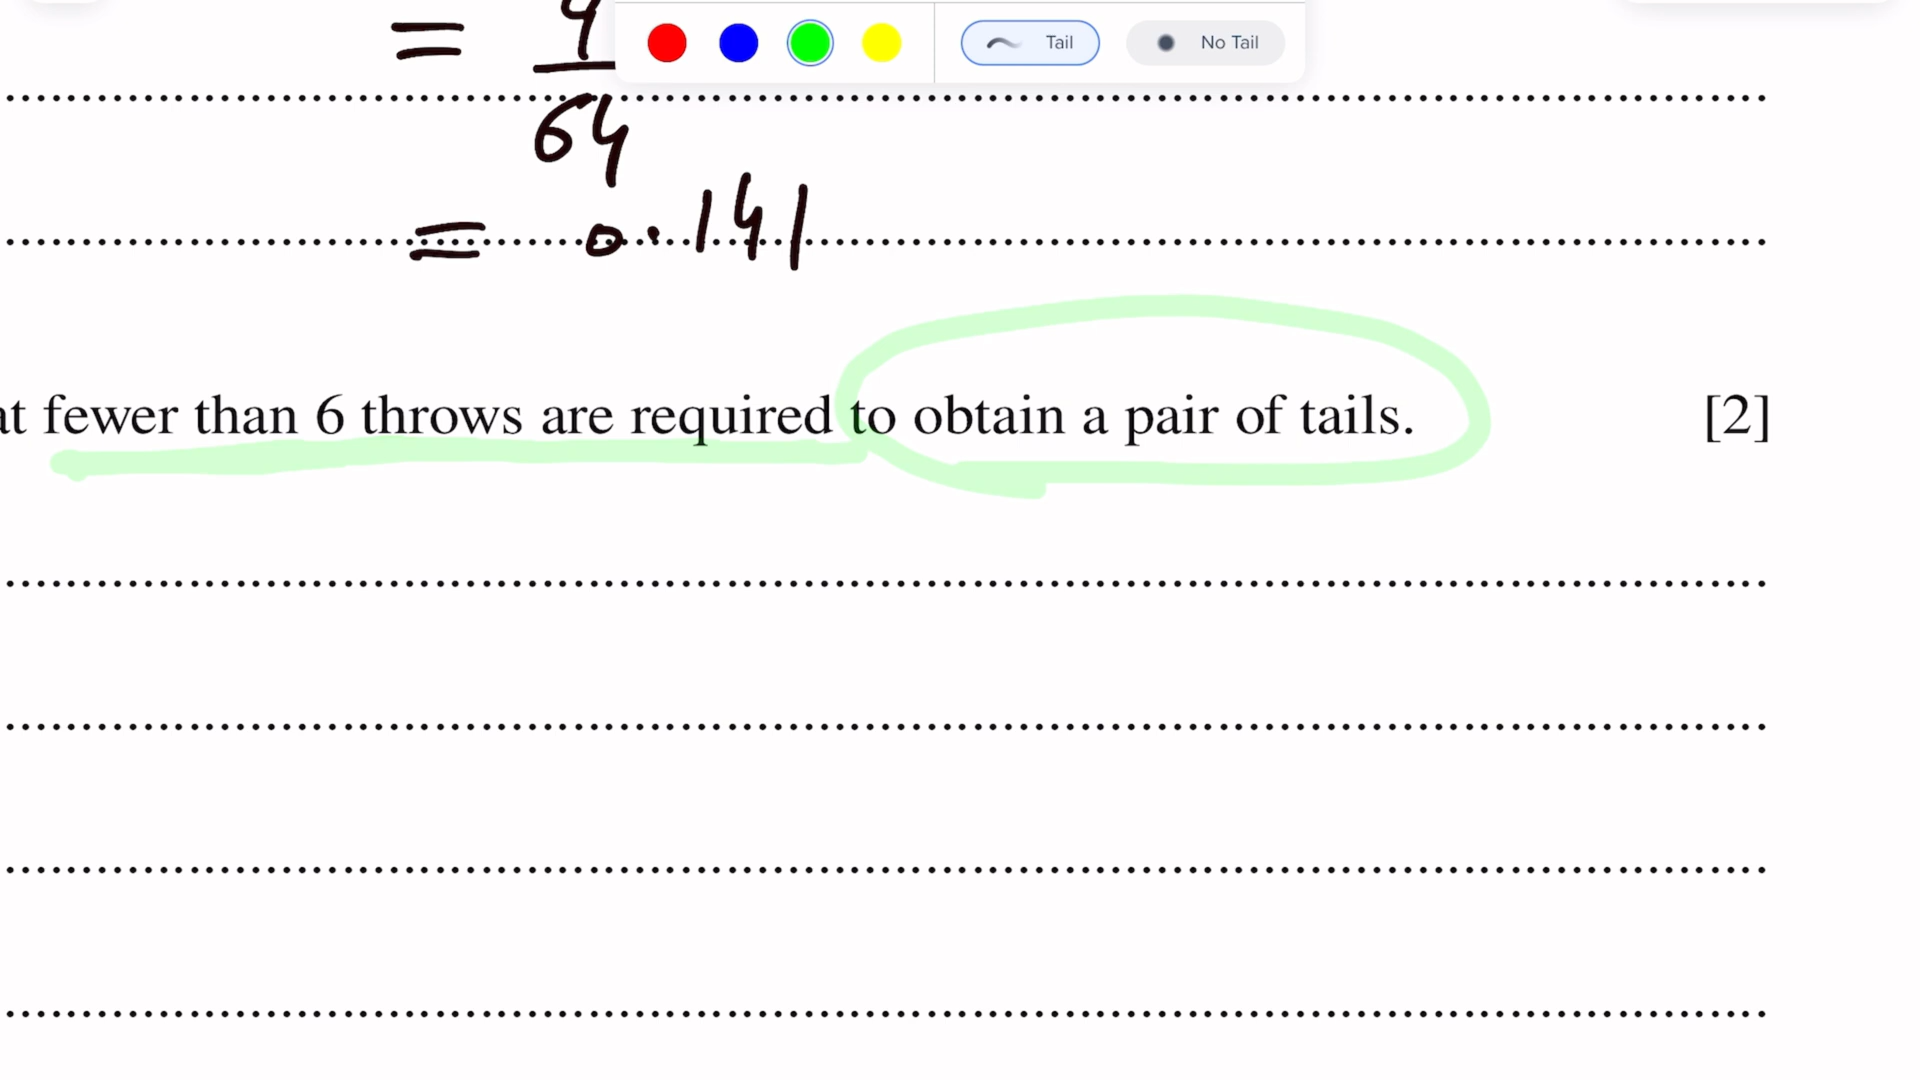 = 9
Tail No Tail
64
= 0.141
at fewer than 6 throws are required to obtain a pair of tails. [2]